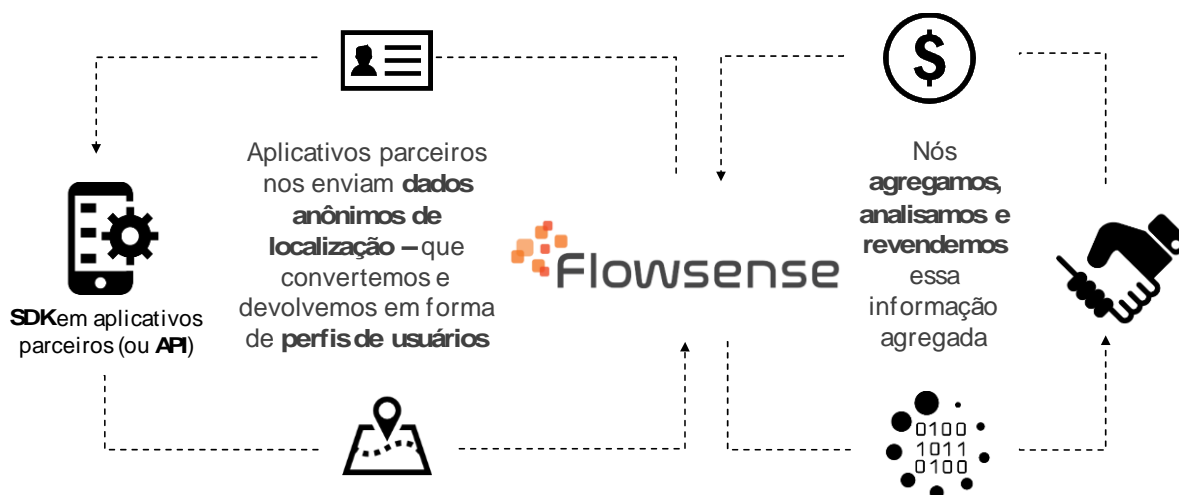 Aplicativos parceiros
nos enviam dados
anônimos de
localização – que
convertemos e
devolvemos em forma
de perfis de usuários
SDK em aplicativos
parceiros (ou API)
Flowsense
$
Nós
agregamos,
analisamos e
revendemos
essa
informação
agregada
0100
1011
0100